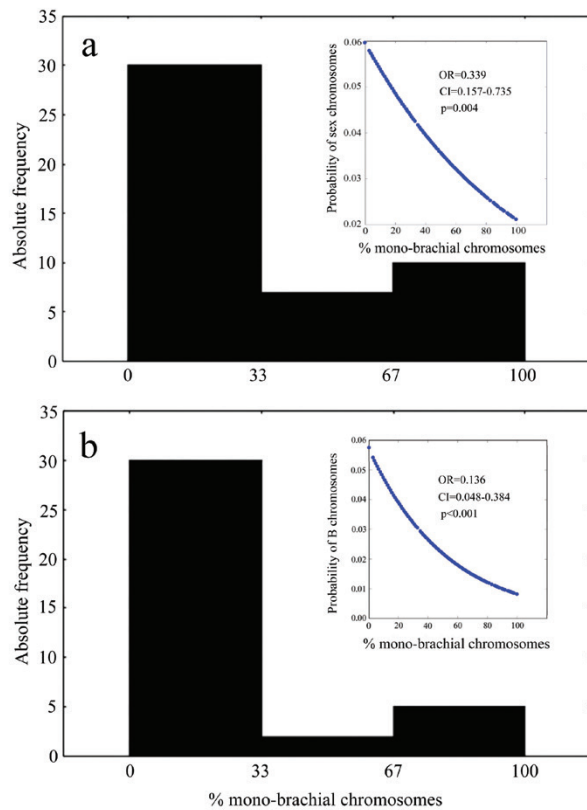 a
35
30
25
20
15
10
5
0
Absolute frequency
0 33 67 100
0.06
0.05
0.04
0.03
0.02
Probability of sex chromosomes
OR=0.339
CI=0.157-0.735
p=0.004
0 20 40 60 80 100
% mono-brachial chromosomes
b
35
30
25
20
15
10
5
0
Absolute frequency
0 33 67 100
% mono-brachial chromosomes
0.06
0.05
0.04
0.03
0.02
0.01
0.00
Probability of B chromosomes
OR=0.136
CI=0.048-0.384
p<0.001
0 20 40 60 80 100
% mono-brachial chromosomes